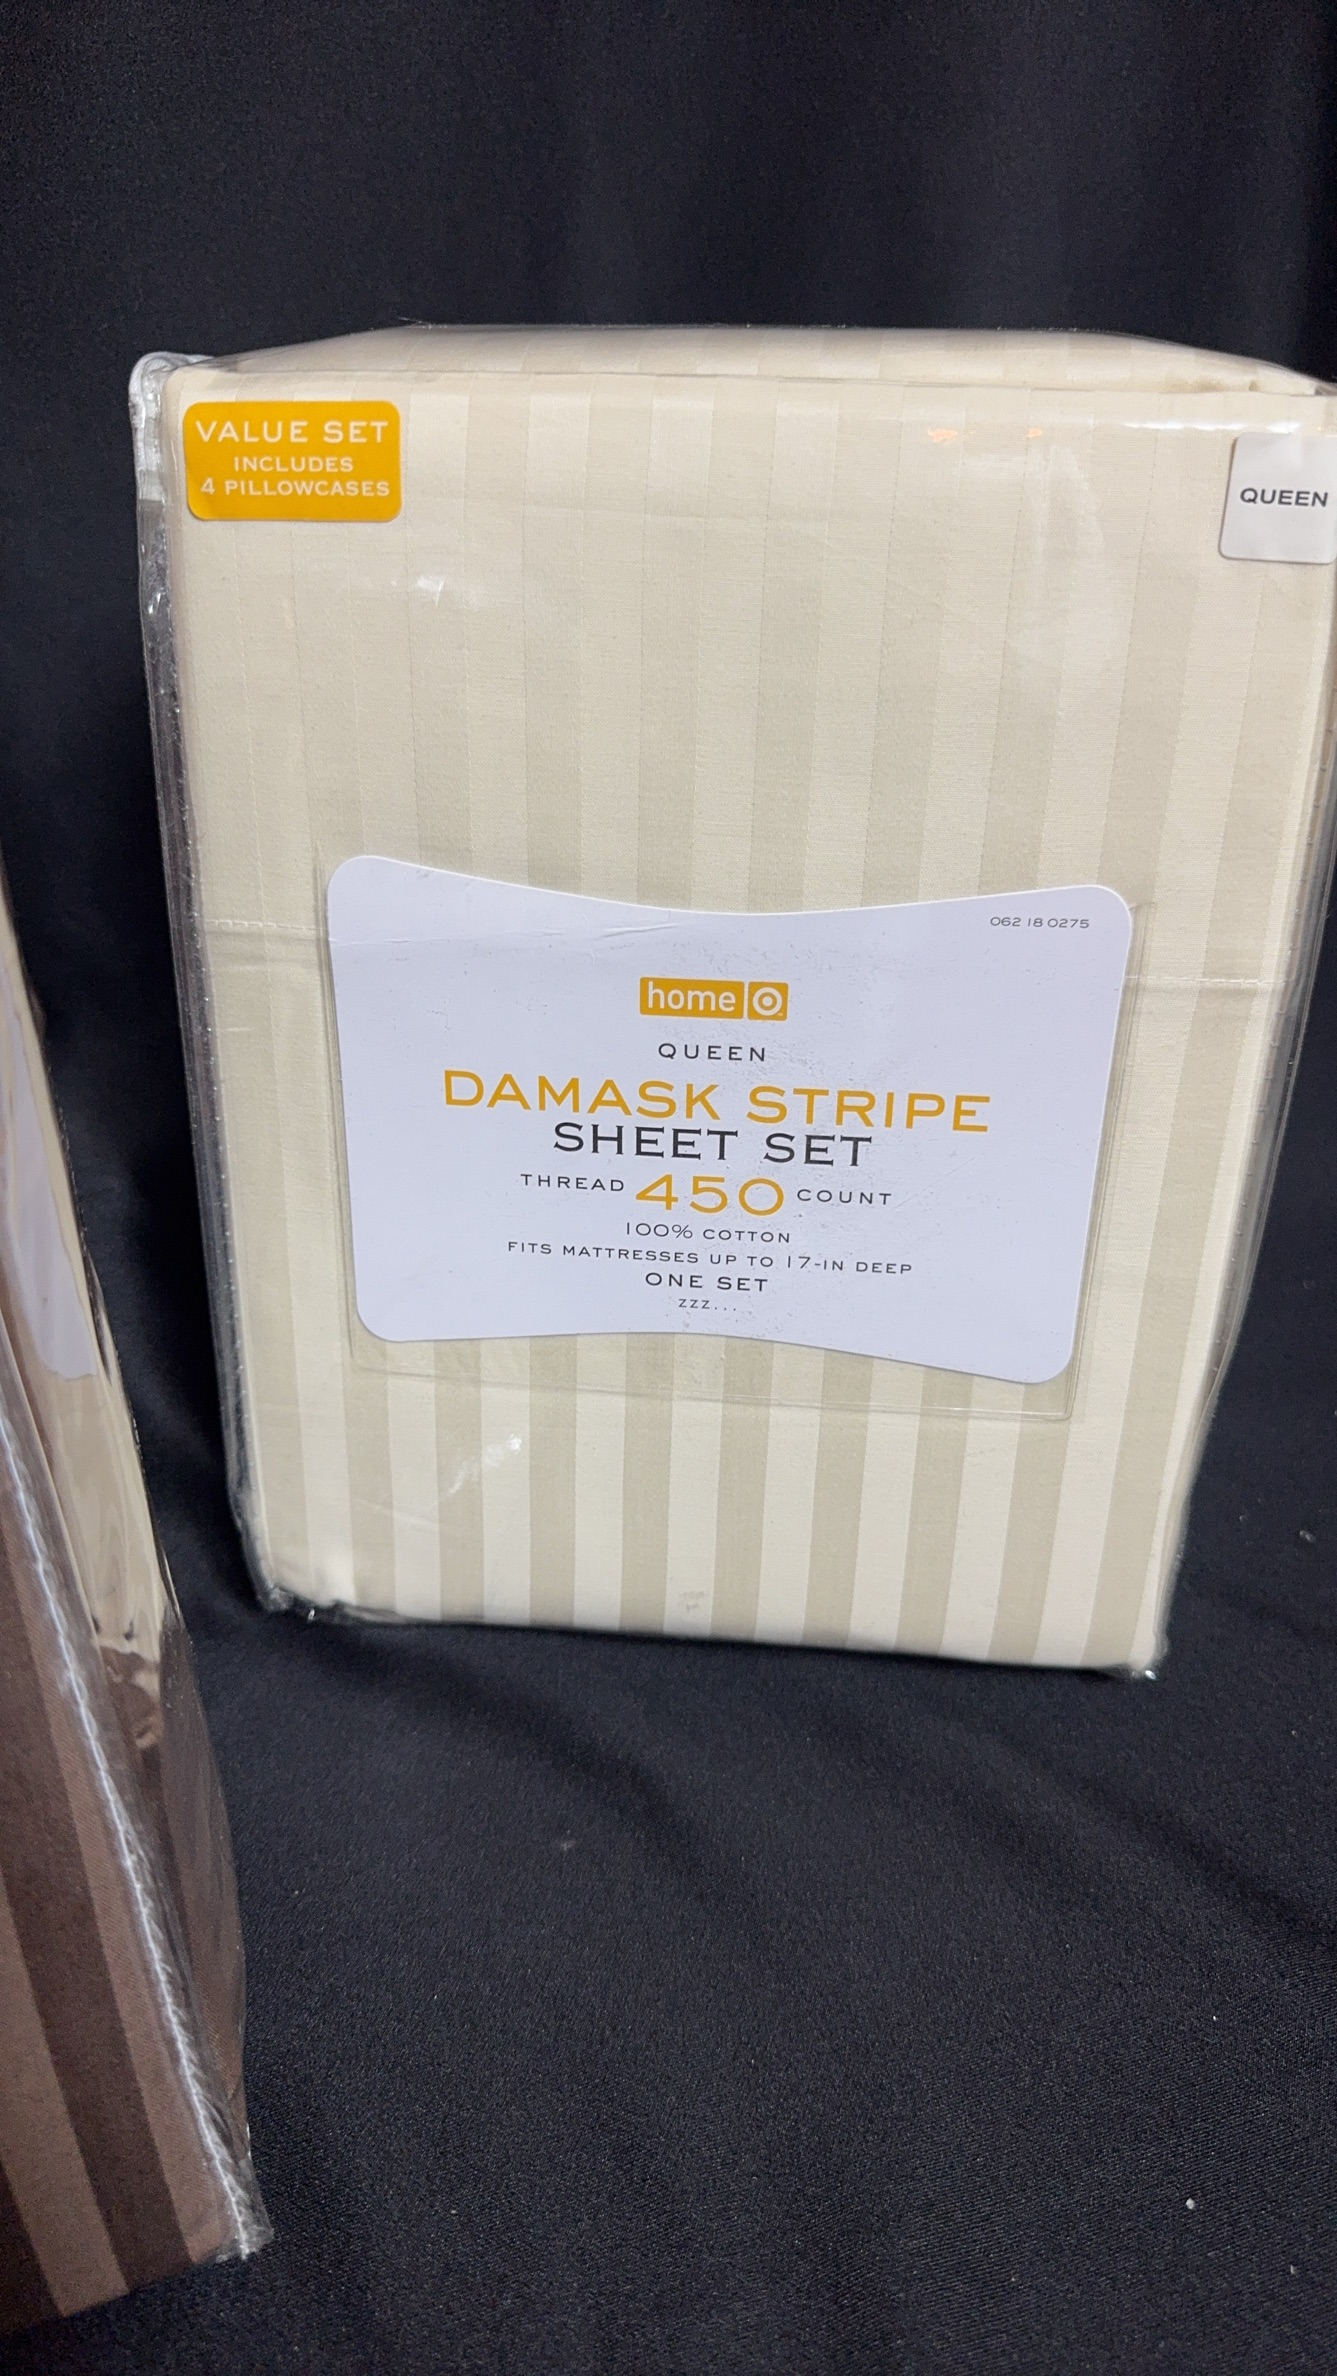 VALUE SET
INCLUDES
4 PILLOWCASES
QUEEN
062 18 0275
home
QUEEN
DAMASK STRIPE
SHEET SET
THREAD 450 COUNT
100% COTTON
FITS MATTRESSES UP TO 17-IN DEEP
ONE SET
ZZZ...